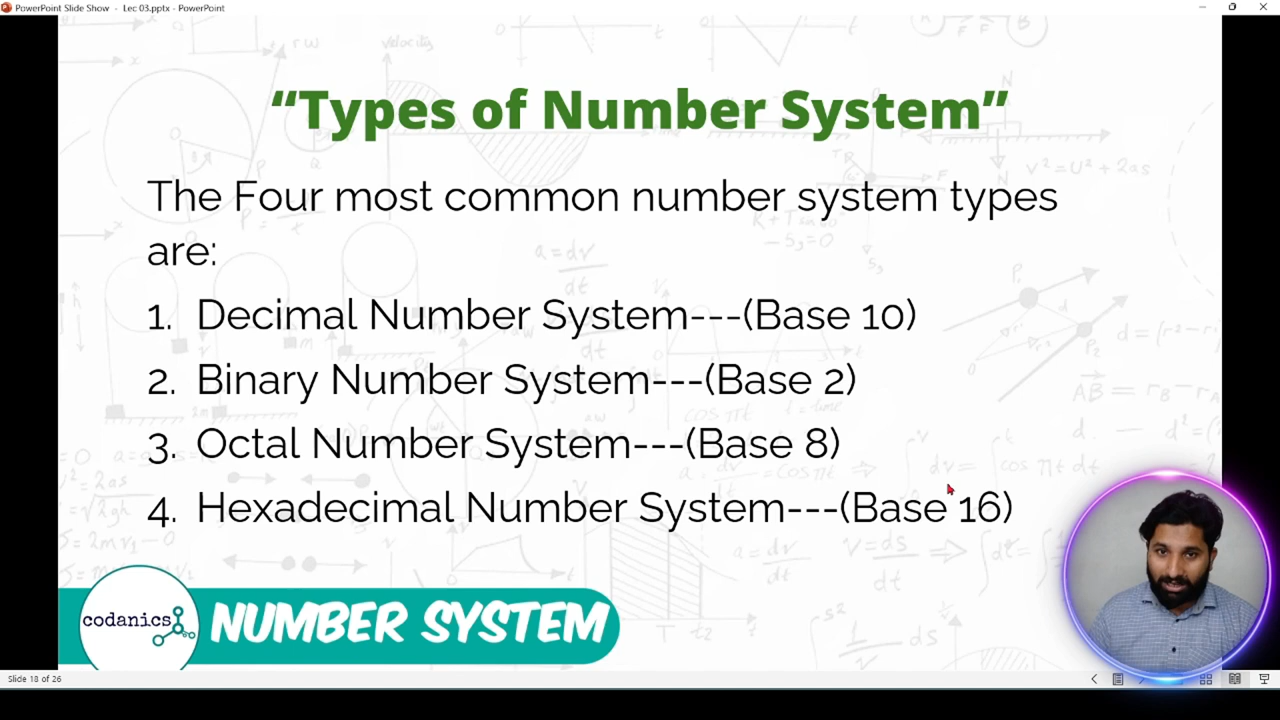 PowerPoint Slide Show - Lec 03.pptx - PowerPoint
“Types of Number System”
The Four most common number system types
are:
1. Decimal Number System---(Base 10)
2. Binary Number System---(Base 2)
3. Octal Number System---(Base 8)
4. Hexadecimal Number System---(Base 16)
codanics
NUMBER SYSTEM
Slide 18 of 26